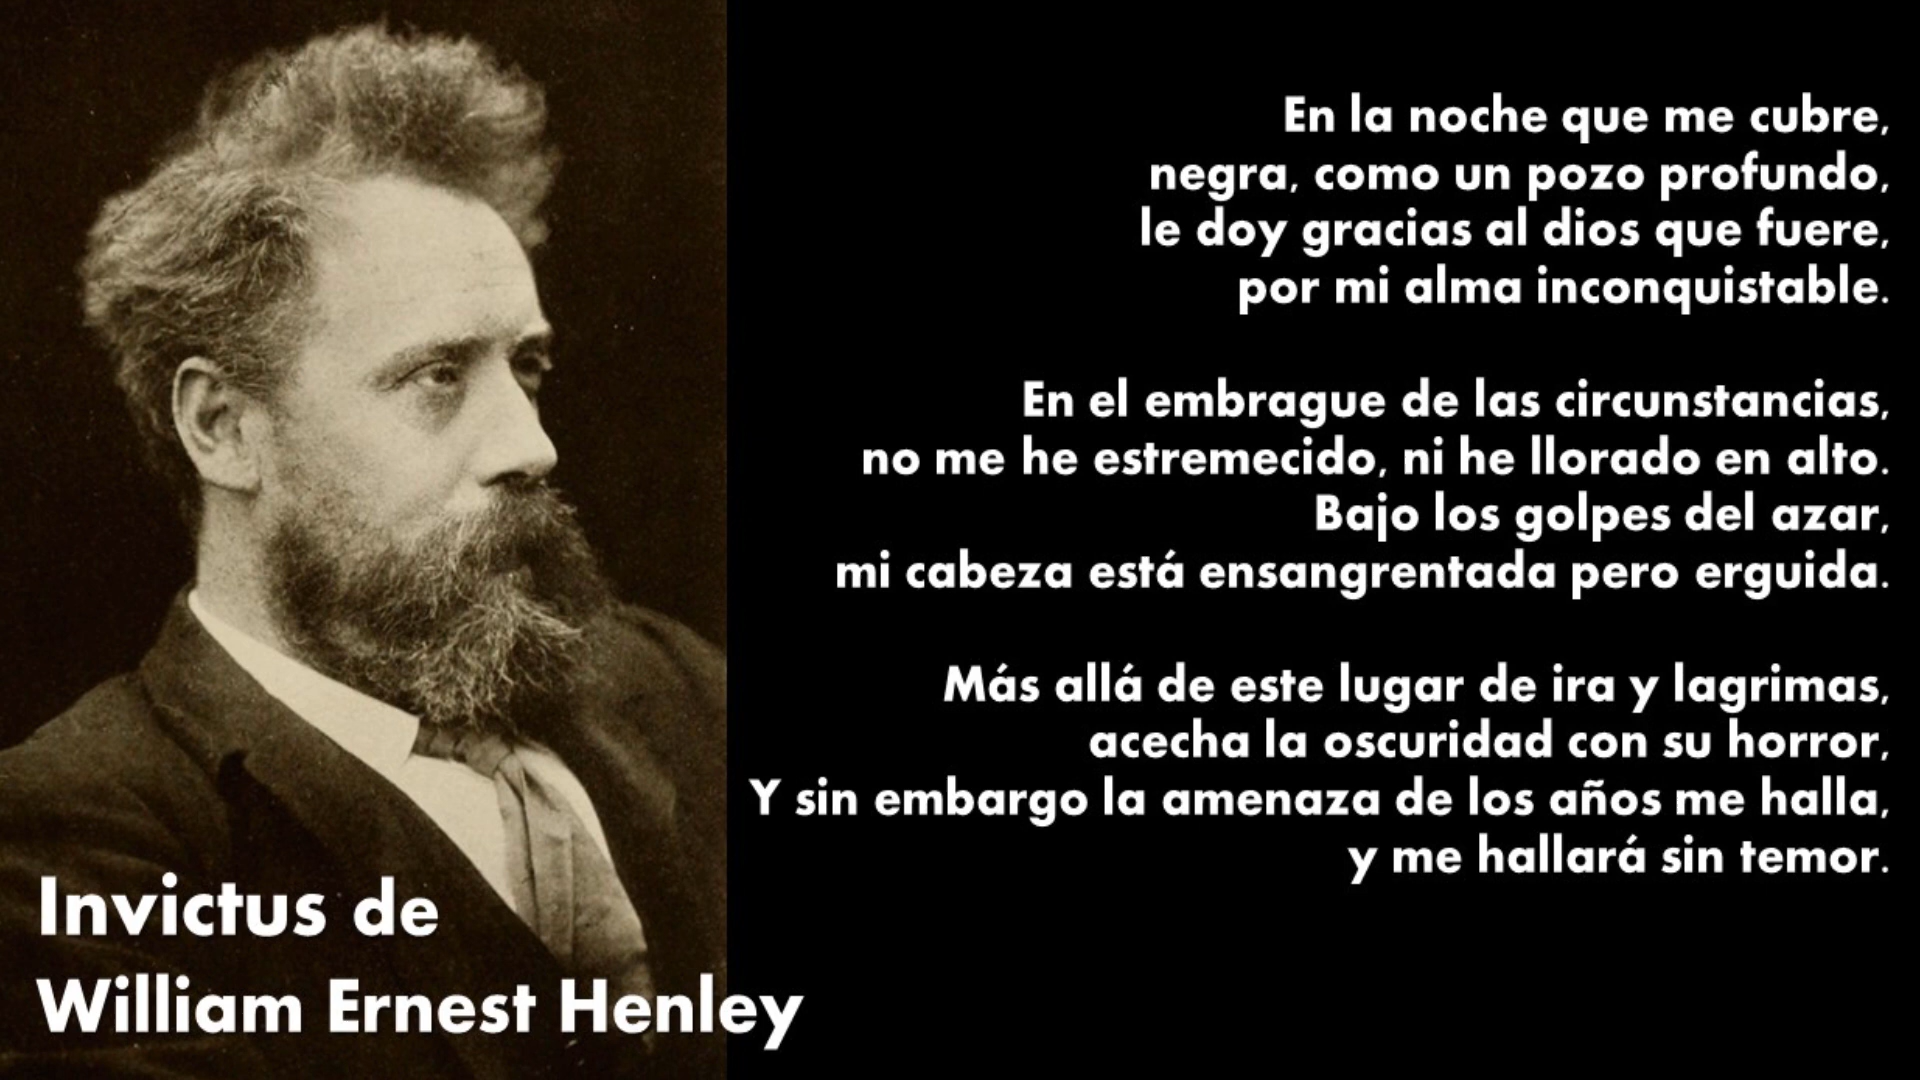 En la noche que me cubre,
negra, como un pozo profundo,
le doy gracias al dios que fuere,
por mi alma inconquistable.
En el embrague de las circunstancias,
no me he estremecido, ni he llorado en alto.
Bajo los golpes del azar,
mi cabeza está ensangrentada pero erguida.
Más allá de este lugar de ira y lagrimas,
acecha la oscuridad con su horror,
Y sin embargo la amenaza de los años me halla,
y me hallará sin temor.
Invictus de
William Ernest Henley